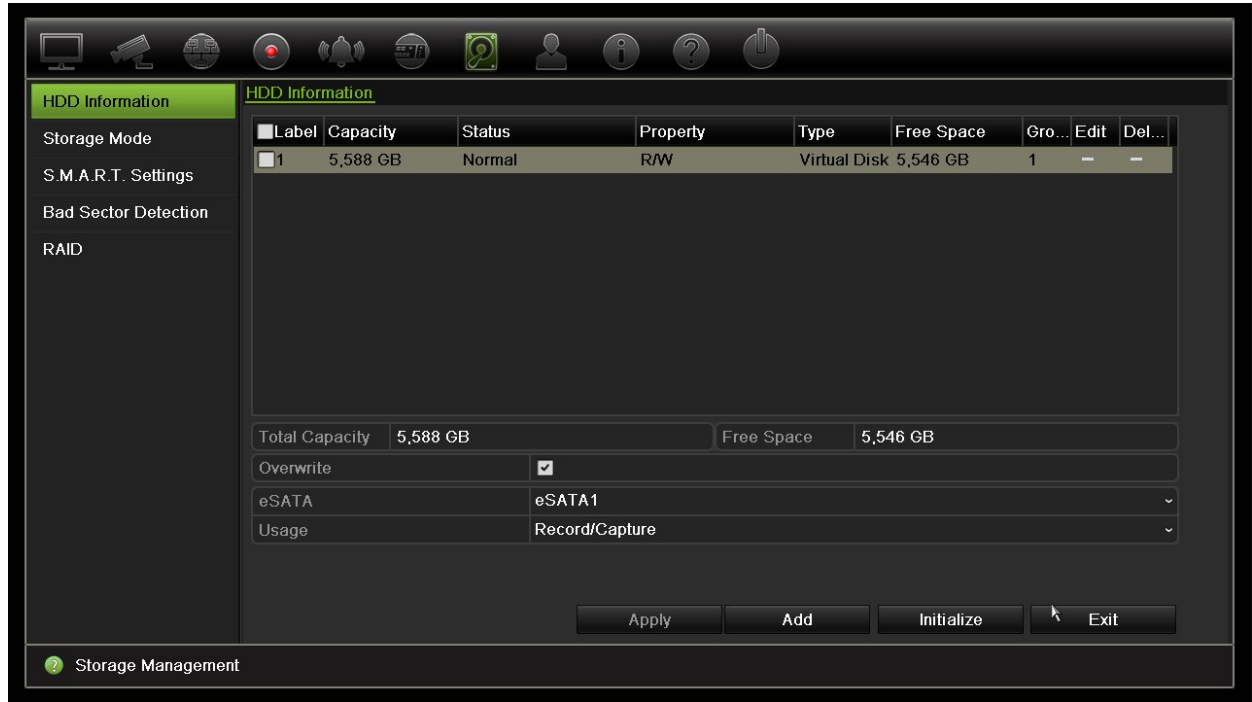 HDD Information
Storage Mode
S.M.A.R.T. Settings
Bad Sector Detection
RAID
HDD Information
Label Capacity Status Property Type Free Space Gro... Edit Del...
1 5,588 GB Normal R/W Virtual Disk 5,546 GB 1 – –
Total Capacity 5,588 GB Free Space 5,546 GB
Overwrite
eSATA eSATA1
Usage Record/Capture
Apply Add Initialize Exit
Storage Management